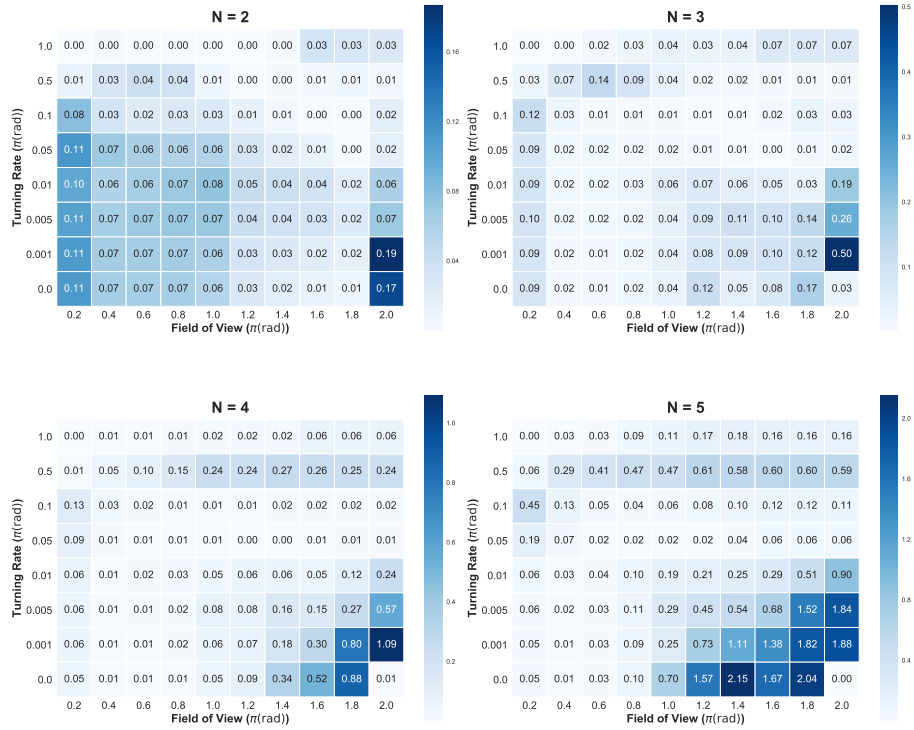 N = 2
1.0 0.00 0.00 0.00 0.00 0.00 0.00 0.00 0.03 0.03 0.03
0.5 0.01 0.03 0.04 0.04 0.01 0.00 0.00 0.01 0.01 0.01
0.1 0.08 0.03 0.02 0.03 0.02 0.01 0.01 0.00 0.00 0.02
0.05 0.11 0.07 0.06 0.06 0.06 0.03 0.02 0.01 0.00 0.02
0.01 0.10 0.06 0.06 0.07 0.08 0.05 0.04 0.04 0.02 0.06
0.005 0.11 0.07 0.07 0.07 0.07 0.04 0.04 0.03 0.02 0.07
0.001 0.11 0.07 0.07 0.07 0.06 0.03 0.03 0.02 0.01 0.19
0.0 0.11 0.07 0.07 0.07 0.06 0.03 0.02 0.02 0.01 0.17
0.2 0.4 0.6 0.8 1.0 1.2 1.4 1.6 1.8 2.0
Field of View (π(rad))
Turning Rate (π(rad))
0.16
0.12
0.08
0.04
N = 3
1.0 0.00 0.00 0.02 0.03 0.04 0.03 0.04 0.07 0.07 0.07
0.5 0.03 0.07 0.14 0.09 0.04 0.02 0.02 0.01 0.01 0.01
0.1 0.12 0.03 0.01 0.02 0.02 0.01 0.01 0.02 0.03 0.03
0.05 0.09 0.02 0.02 0.02 0.02 0.01 0.01 0.00 0.01 0.02
0.01 0.09 0.02 0.02 0.03 0.06 0.07 0.06 0.05 0.03 0.19
0.005 0.10 0.02 0.02 0.02 0.04 0.09 0.11 0.10 0.14 0.26
0.001 0.09 0.02 0.02 0.01 0.04 0.08 0.09 0.10 0.12 0.50
0.0 0.09 0.02 0.01 0.02 0.04 0.12 0.05 0.08 0.17 0.03
0.2 0.4 0.6 0.8 1.0 1.2 1.4 1.6 1.8 2.0
Field of View (π(rad))
Turning Rate (π(rad))
0.5
0.4
0.3
0.2
0.1
N = 4
1.0 0.00 0.01 0.01 0.01 0.02 0.02 0.02 0.06 0.06 0.06
0.5 0.01 0.05 0.10 0.15 0.24 0.24 0.27 0.26 0.25 0.24
0.1 0.13 0.03 0.02 0.01 0.01 0.01 0.02 0.02 0.02 0.02
0.05 0.09 0.01 0.00 0.01 0.01 0.00 0.00 0.01 0.01 0.01
0.01 0.06 0.01 0.02 0.03 0.05 0.06 0.06 0.05 0.12 0.24
0.005 0.06 0.01 0.01 0.02 0.08 0.08 0.16 0.15 0.27 0.57
0.001 0.06 0.01 0.01 0.02 0.06 0.07 0.18 0.30 0.80 1.09
0.0 0.05 0.01 0.01 0.01 0.05 0.09 0.34 0.52 0.88 0.01
0.2 0.4 0.6 0.8 1.0 1.2 1.4 1.6 1.8 2.0
Field of View (π(rad))
Turning Rate (π(rad))
1.0
0.8
0.6
0.4
0.2
N = 5
1.0 0.00 0.03 0.03 0.09 0.11 0.17 0.18 0.16 0.16 0.16
0.5 0.06 0.29 0.41 0.47 0.47 0.61 0.58 0.60 0.60 0.59
0.1 0.45 0.13 0.05 0.04 0.06 0.08 0.10 0.12 0.12 0.11
0.05 0.19 0.07 0.02 0.02 0.02 0.02 0.04 0.06 0.06 0.06
0.01 0.06 0.03 0.04 0.10 0.19 0.21 0.25 0.29 0.51 0.90
0.005 0.06 0.02 0.03 0.11 0.29 0.45 0.54 0.68 1.52 1.84
0.001 0.05 0.01 0.03 0.09 0.25 0.73 1.11 1.38 1.82 1.88
0.0 0.05 0.01 0.03 0.10 0.70 1.57 2.15 1.67 2.04 0.00
0.2 0.4 0.6 0.8 1.0 1.2 1.4 1.6 1.8 2.0
Field of View (π(rad))
Turning Rate (π(rad))
2.0
1.6
1.2
0.8
0.4